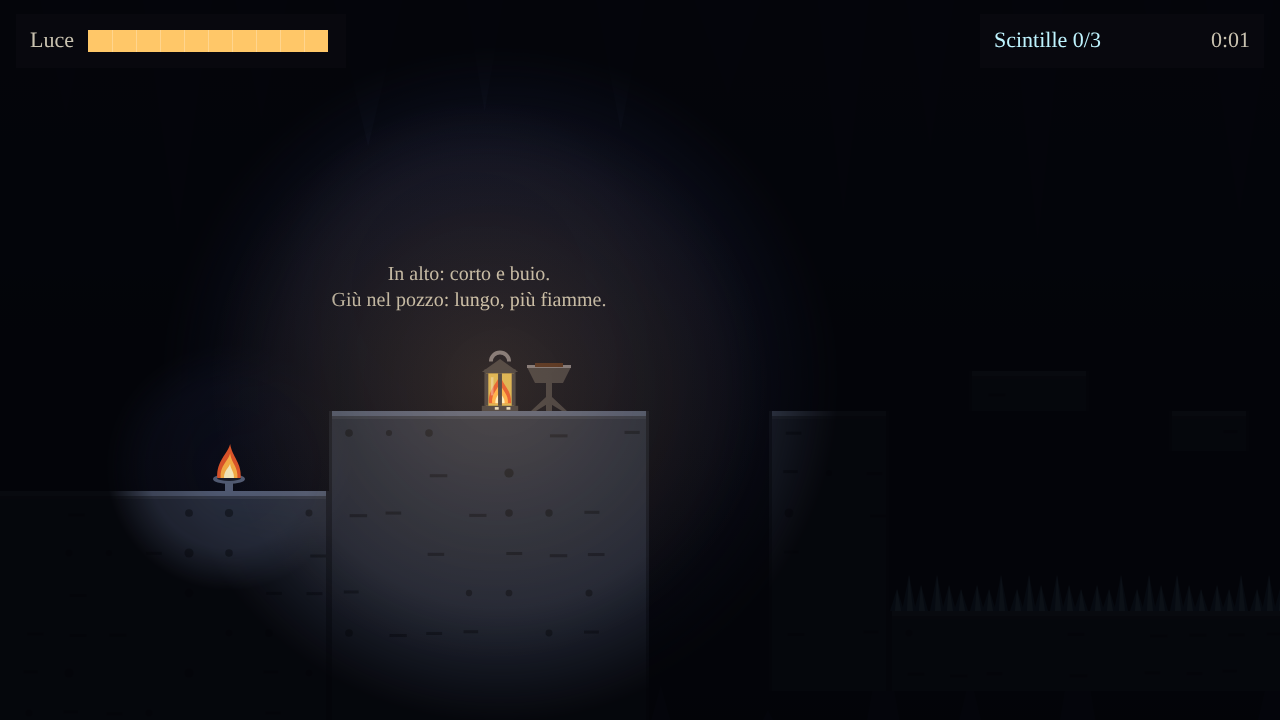 Luce
Scintille 0/3 0:01
In alto: corto e buio.
Giù nel pozzo: lungo, più fiamme.